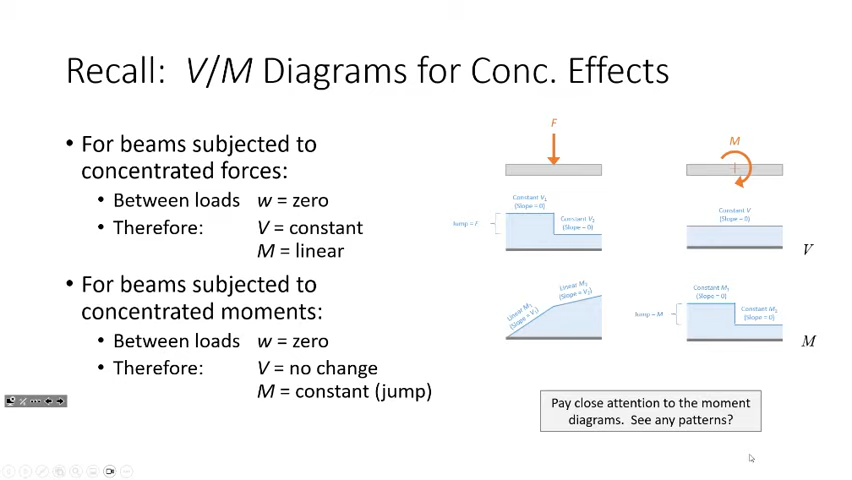 Recall: V/M Diagrams for Conc. Effects
• For beams subjected to
concentrated forces:
• Between loads w = zero
• Therefore: V = constant
M = linear
• For beams subjected to
concentrated moments:
• Between loads w = zero
• Therefore: V = no change
M = constant (jump)
F
M
Constant V₁
(Slope = 0)
Jump = F
Constant V₂
(Slope = 0)
Constant V
(Slope = 0)
V
Linear M₁
(Slope = V₁)
Linear M₂
(Slope = V₂)
Constant M₁
(Slope = 0)
Jump = M
Constant M₂
(Slope = 0)
M
Pay close attention to the moment
diagrams. See any patterns?